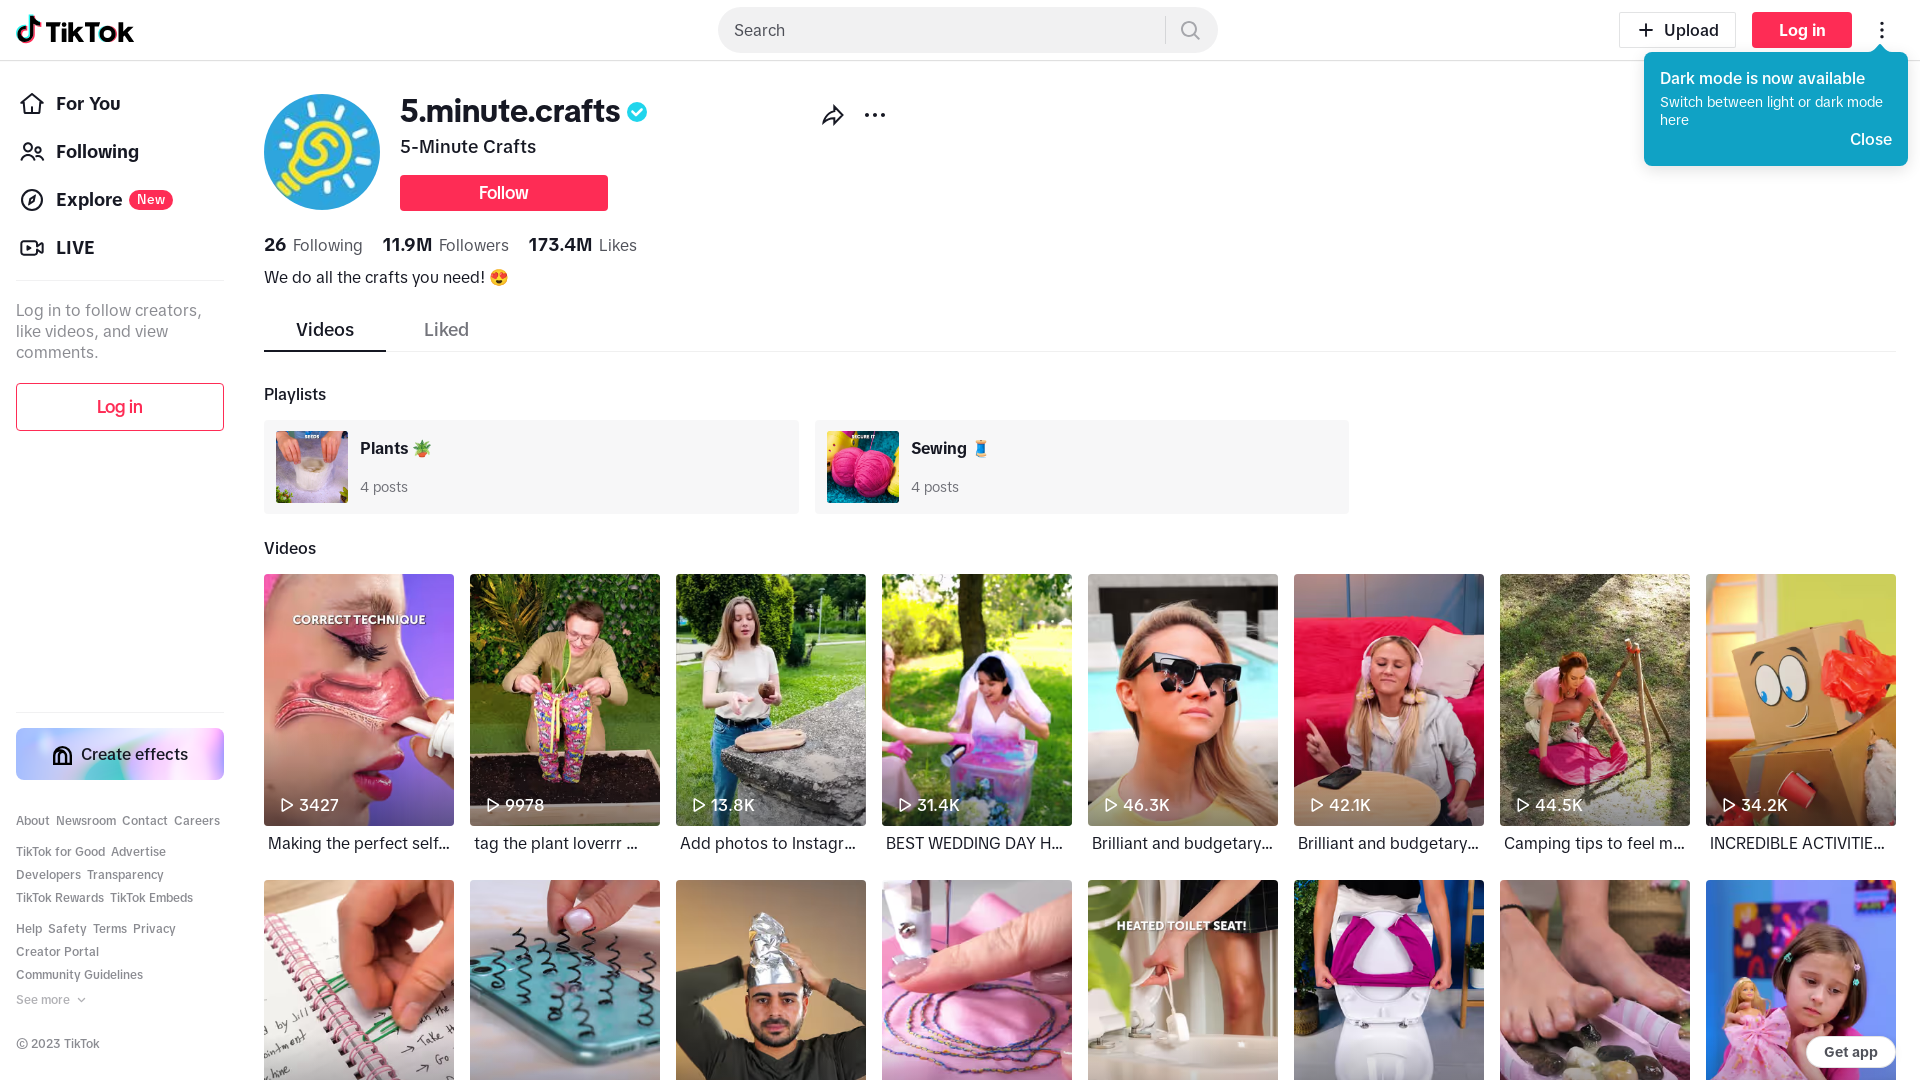 TikTok
Search
Upload
Log in
Dark mode is now available
Switch between light or dark mode
here
Close
For You
Following
Explore New
LIVE
Log in to follow creators,
like videos, and view
comments.
Log in
Create effects
About Newsroom Contact Careers
TikTok for Good Advertise
Developers Transparency
TikTok Rewards TikTok Embeds
Help Safety Terms Privacy
Creator Portal
Community Guidelines
See more
© 2023 TikTok
5.minute.crafts
5-Minute Crafts
Follow
26 Following 11.9M Followers 173.4M Likes
We do all the crafts you need! 😍
Videos Liked
Playlists
SEEDS
Plants 🪴
4 posts
SECURE IT
Sewing 🧵
4 posts
Videos
CORRECT TECHNIQUE
3427
9978
13.8K
31.4K
46.3K
42.1K
44.5K
34.2K
Making the perfect self...
tag the plant loverrr ...
Add photos to Instagr...
BEST WEDDING DAY H...
Brilliant and budgetary...
Brilliant and budgetary...
Camping tips to feel m...
INCREDIBLE ACTIVITIE...
HEATED TOILET SEAT!
Get app